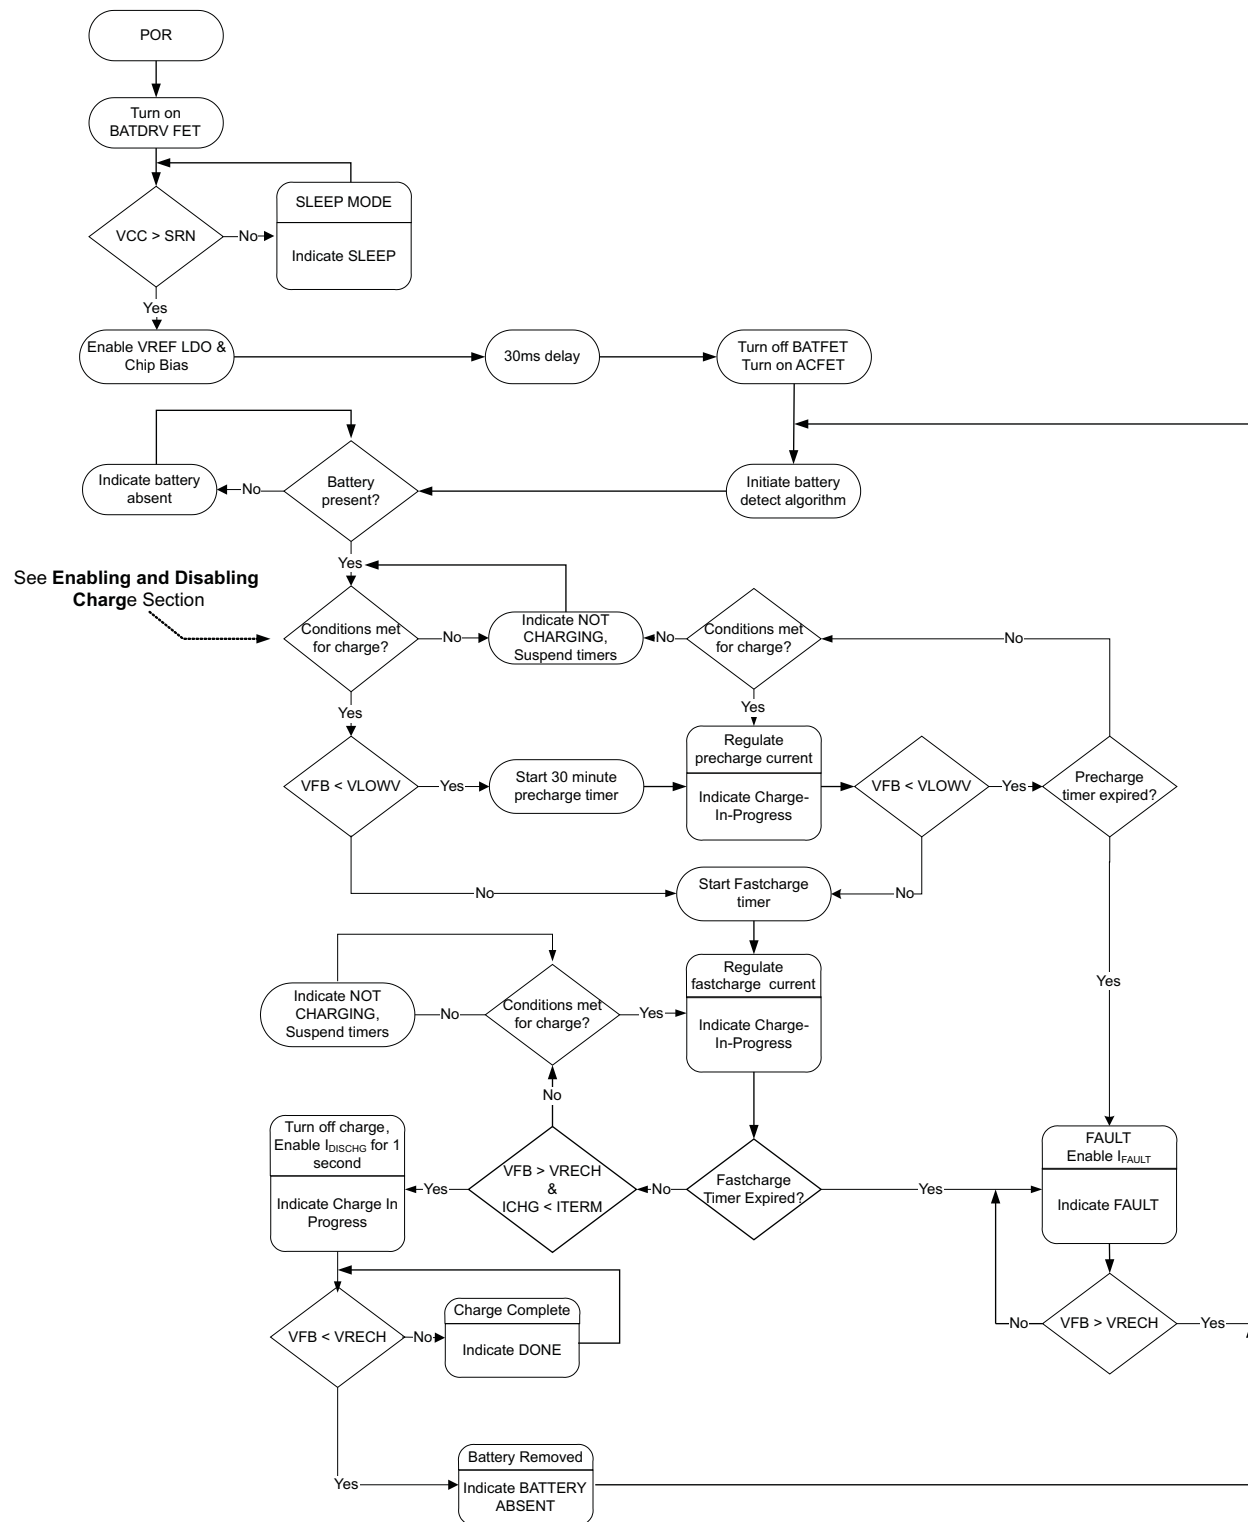 POR
Turn on
BATDRV FET
VCC > SRN
No
SLEEP MODE
Indicate SLEEP
Yes
Enable VREF LDO &
Chip Bias
30ms delay
Turn off BATFET
Turn on ACFET
Indicate battery
absent
No
Battery
present?
Initiate battery
detect algorithm
Yes
See Enabling and Disabling
Charge Section
Conditions met
for charge?
No
Indicate NOT
CHARGING,
Suspend timers
No
Conditions met
for charge?
No
Yes
Yes
VFB < VLOWV
Yes
Start 30 minute
precharge timer
Regulate
precharge current
Indicate Charge-
In-Progress
VFB < VLOWV
Yes
Precharge
timer expired?
No
Start Fastcharge
timer
No
Yes
Indicate NOT
CHARGING,
Suspend timers
No
Conditions met
for charge?
Yes
Regulate
fastcharge current
Indicate Charge-
In-Progress
No
Turn off charge,
Enable IDISCHG for 1
second
Indicate Charge In
Progress
Yes
VFB > VRECH
&
ICHG < ITERM
No
Fastcharge
Timer Expired?
Yes
FAULT
Enable IFAULT
Indicate FAULT
VFB < VRECH
No
Charge Complete
Indicate DONE
No
VFB > VRECH
Yes
Yes
Battery Removed
Indicate BATTERY
ABSENT